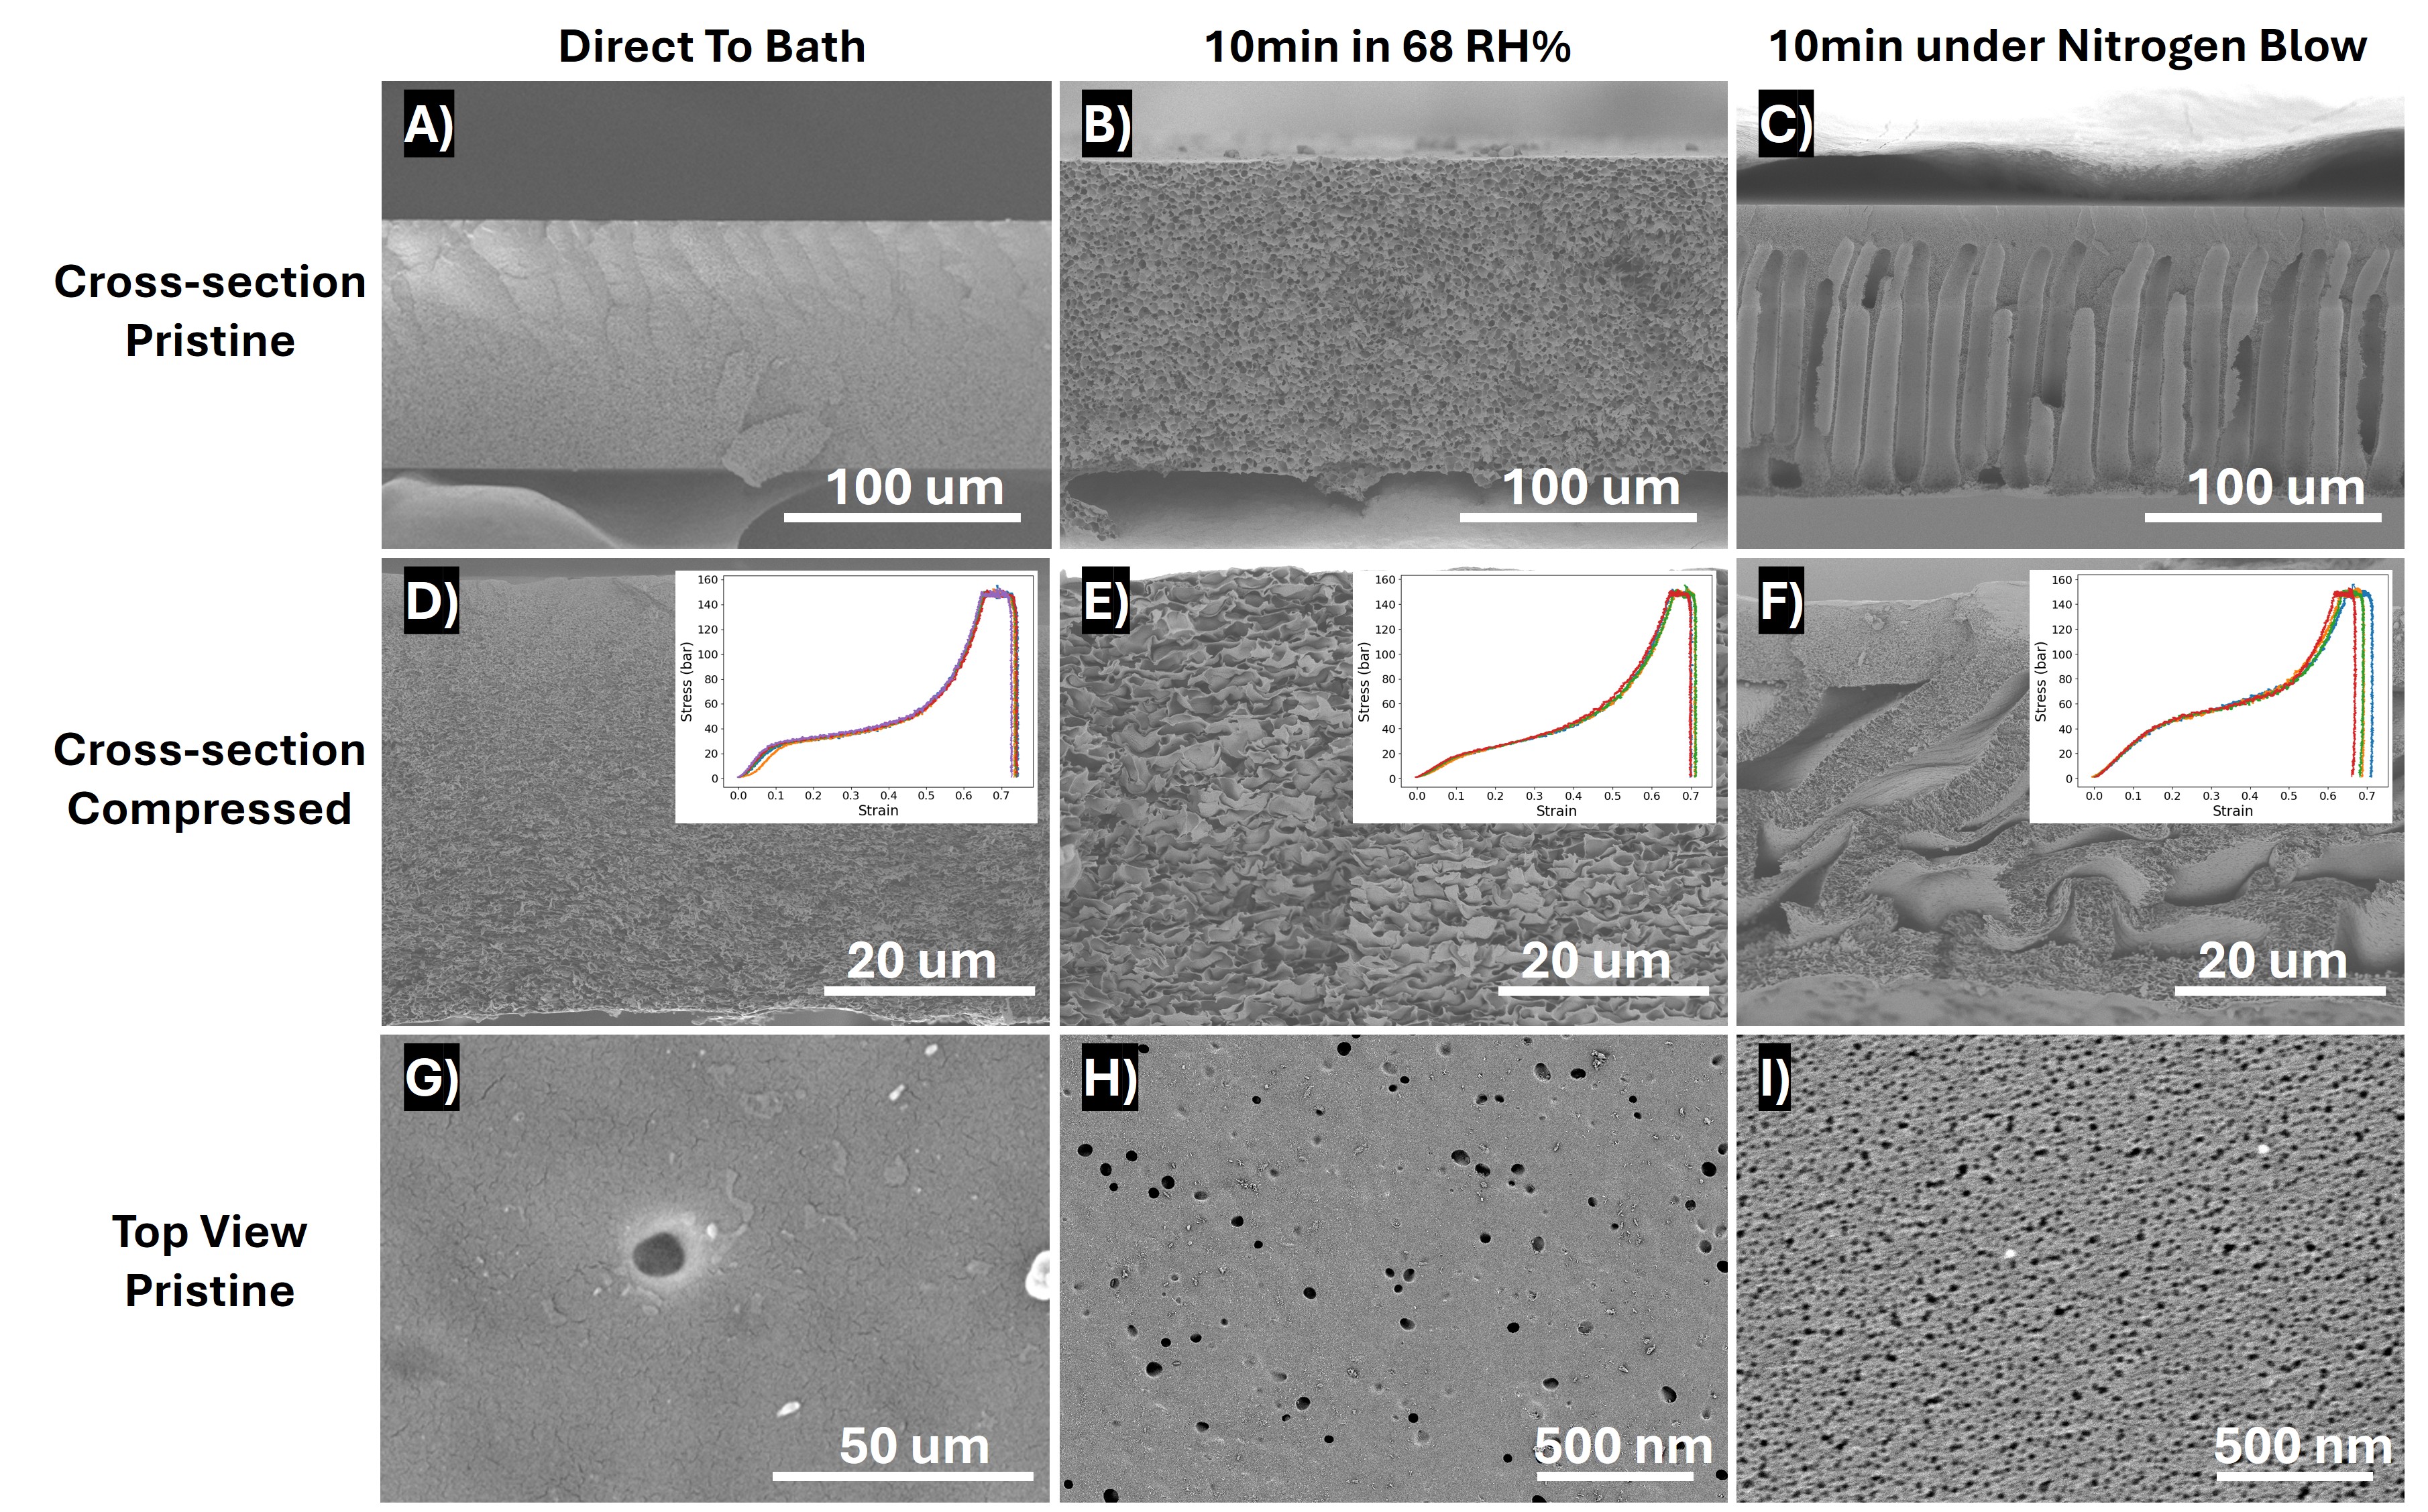 Direct To Bath
10min in 68 RH%
10min under Nitrogen Blow
Cross-section
Pristine
A)
100 um
B)
100 um
C)
100 um
Cross-section
Compressed
D)
160
140
120
100
80
60
40
20
0
Stress (bar)
0.0 0.1 0.2 0.3 0.4 0.5 0.6 0.7
Strain
20 um
E)
160
140
120
100
80
60
40
20
0
Stress (bar)
0.0 0.1 0.2 0.3 0.4 0.5 0.6 0.7
Strain
20 um
F)
160
140
120
100
80
60
40
20
0
Stress (bar)
0.0 0.1 0.2 0.3 0.4 0.5 0.6 0.7
Strain
20 um
Top View
Pristine
G)
50 um
H)
500 nm
I)
500 nm